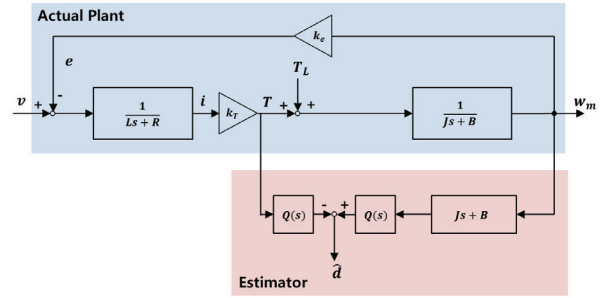 Actual Plant
k_e
e
T_L
v + - 1/(Ls + R) i k_T T + + 1/(Js + B) w_m
Q(s) - + Q(s) Js + B
d̂
Estimator